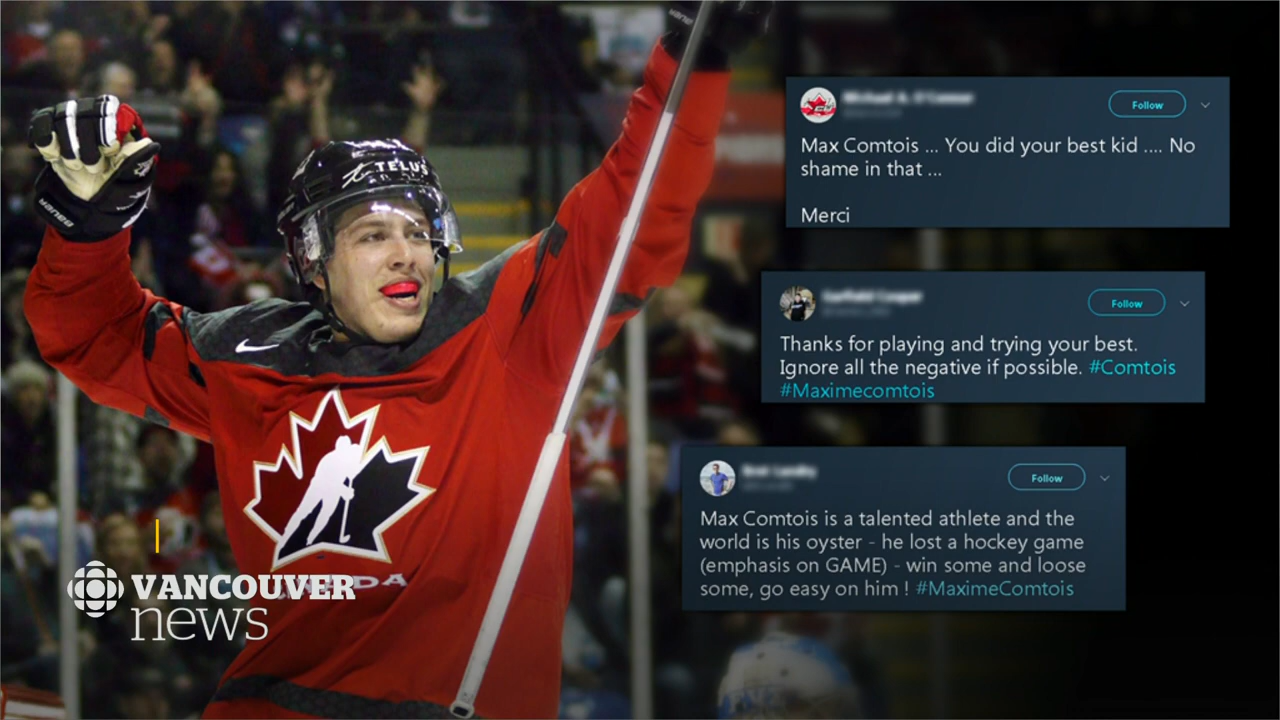 TELUS
CANADA
VANCOUVER
news
Follow
Max Comtois ... You did your best kid .... No
shame in that ...
Merci
Follow
Thanks for playing and trying your best.
Ignore all the negative if possible. #Comtois
#Maximecomtois
Follow
Max Comtois is a talented athlete and the
world is his oyster - he lost a hockey game
(emphasis on GAME) - win some and loose
some, go easy on him ! #MaximeComtois